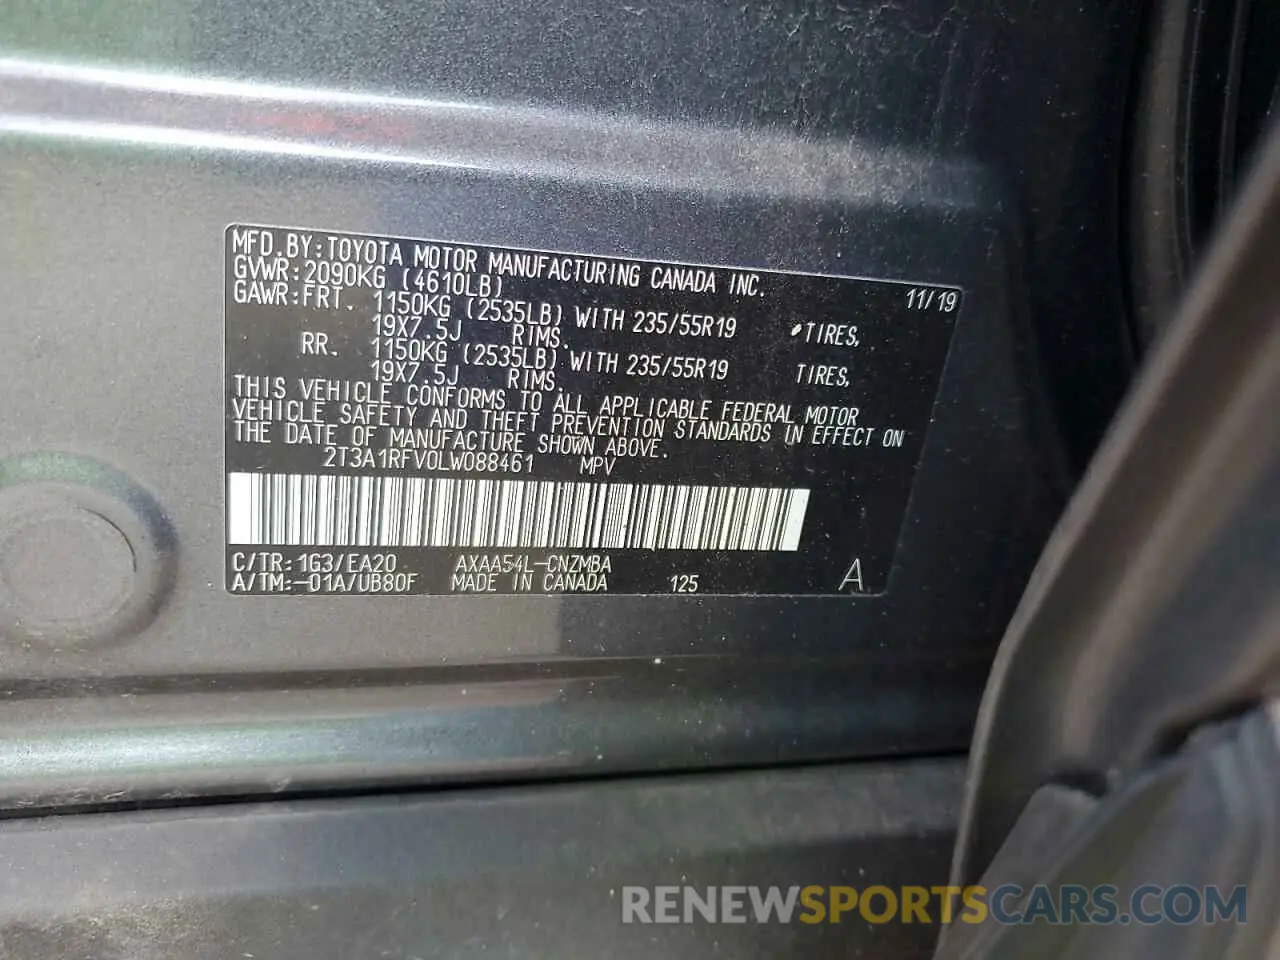 MFD.BY:TOYOTA MOTOR MANUFACTURING CANADA INC.
GVWR:2090KG (4610LB) 11/19
GAWR:FRT. 1150KG (2535LB) WITH 235/55R19 TIRES,
19X7.5J RIMS.
RR. 1150KG (2535LB) WITH 235/55R19 TIRES,
19X7.5J RIMS.
THIS VEHICLE CONFORMS TO ALL APPLICABLE FEDERAL MOTOR
VEHICLE SAFETY AND THEFT PREVENTION STANDARDS IN EFFECT ON
THE DATE OF MANUFACTURE SHOWN ABOVE.
2T3A1RFV0LW088461 MPV
C/TR:1G3/EA20 AXAA54L-CNZMBA
A/TM:-01A/UB80F MADE IN CANADA 125 A
RENEWSPORTSCARS.COM